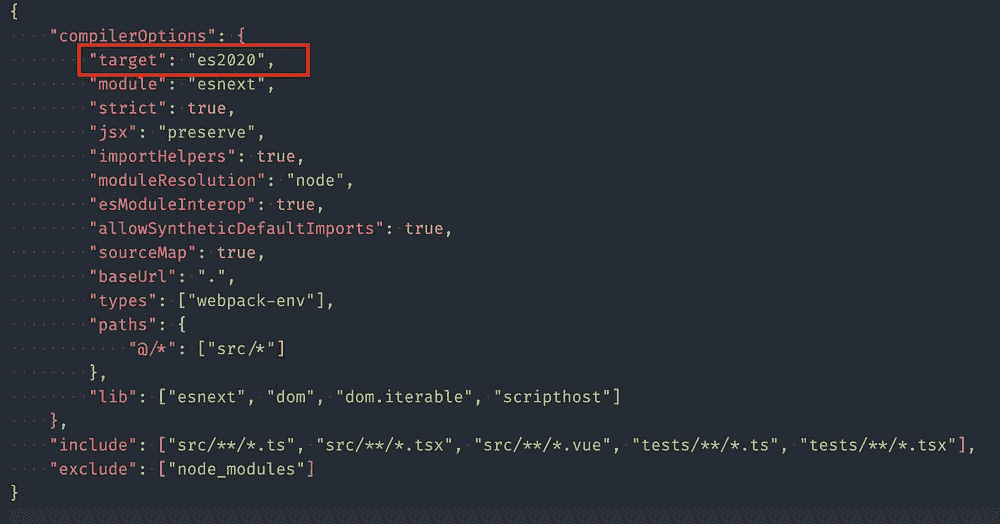 {
    "compilerOptions": {
        "target": "es2020",
        "module": "esnext",
        "strict": true,
        "jsx": "preserve",
        "importHelpers": true,
        "moduleResolution": "node",
        "esModuleInterop": true,
        "allowSyntheticDefaultImports": true,
        "sourceMap": true,
        "baseUrl": ".",
        "types": ["webpack-env"],
        "paths": {
            "@/*": ["src/*"]
        },
        "lib": ["esnext", "dom", "dom.iterable", "scripthost"]
    },
    "include": ["src/**/*.ts", "src/**/*.tsx", "src/**/*.vue", "tests/**/*.ts", "tests/**/*.tsx"],
    "exclude": ["node_modules"]
}